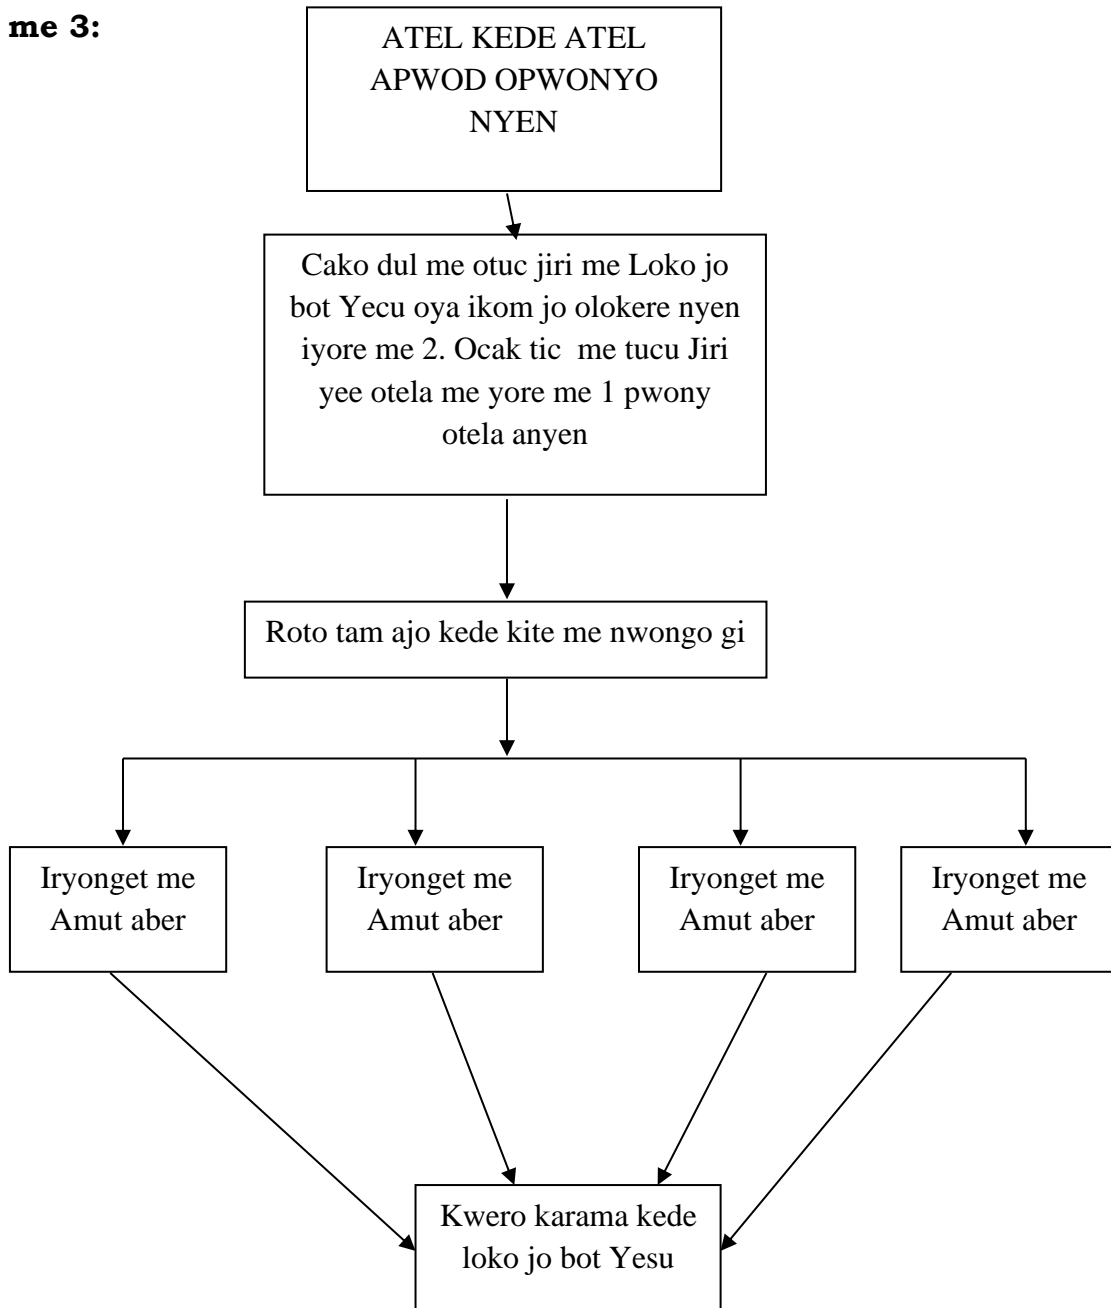 me 3:
ATEL KEDE ATEL
APWOD OPWONYO
NYEN
Cako dul me otuc jiri me Loko jo
bot Yecu oya ikom jo olokere nyen
iyore me 2. Ocak tic me tucu Jiri
yee otela me yore me 1 pwony
otela anyen
Roto tam ajo kede kite me nwongo gi
Iryonget me
Amut aber
Iryonget me
Amut aber
Iryonget me
Amut aber
Iryonget me
Amut aber
Kwero karama kede
loko jo bot Yesu